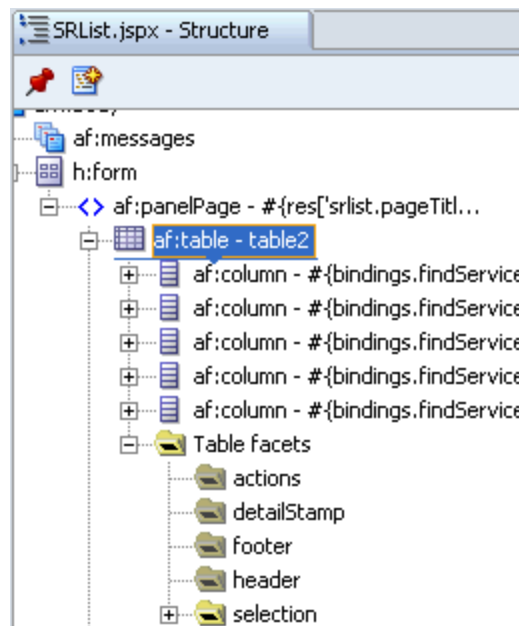 SRList.jspx - Structure
af:messages
h:form
af:panelPage - #{res['srlist.pageTitl...
af:table - table2
af:column - #{bindings.findService
af:column - #{bindings.findService
af:column - #{bindings.findService
af:column - #{bindings.findService
af:column - #{bindings.findService
Table facets
actions
detailStamp
footer
header
selection